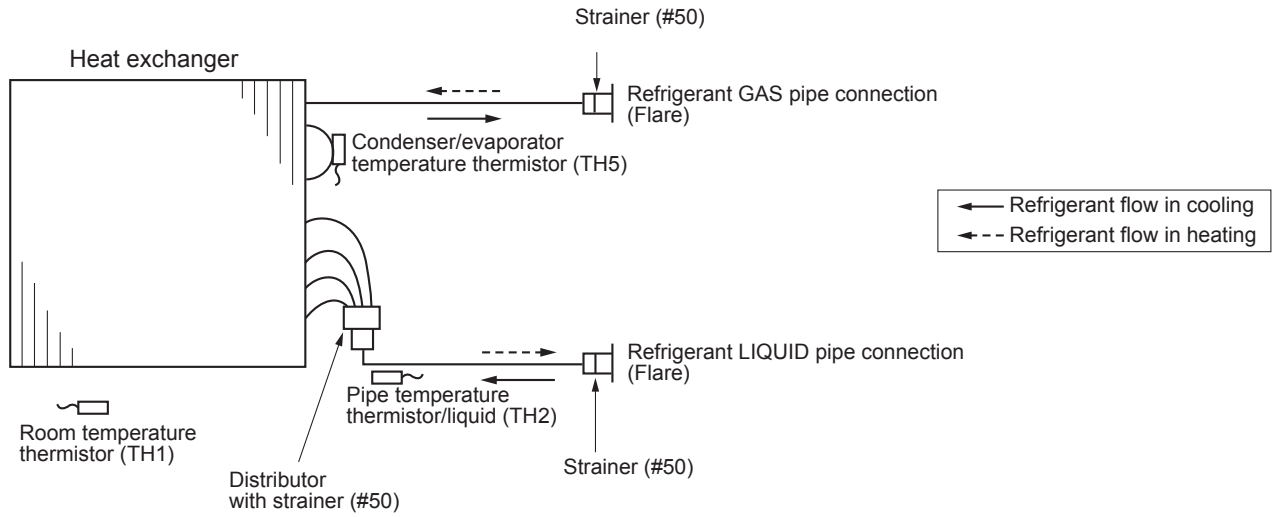 Strainer (#50)
Heat exchanger
Refrigerant GAS pipe connection
(Flare)
Condenser/evaporator
temperature thermistor (TH5)
Refrigerant flow in cooling
Refrigerant flow in heating
Refrigerant LIQUID pipe connection
(Flare)
Pipe temperature
thermistor/liquid (TH2)
Room temperature
thermistor (TH1)
Strainer (#50)
Distributor
with strainer (#50)